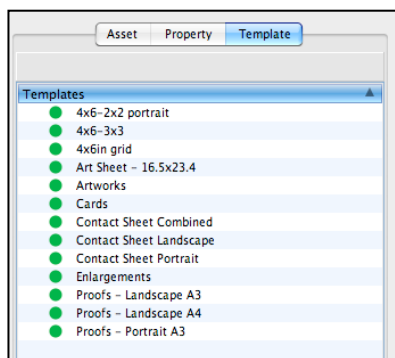 Asset Property Template
Templates
4x6-2x2 portrait
4x6-3x3
4x6in grid
Art Sheet - 16.5x23.4
Artworks
Cards
Contact Sheet Combined
Contact Sheet Landscape
Contact Sheet Portrait
Enlargements
Proofs - Landscape A3
Proofs - Landscape A4
Proofs - Portrait A3